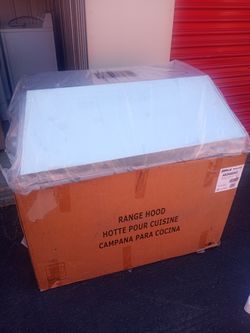 RANGE HOOD
HOTTE POUR CUISINE
CAMPANA PARA COCINA